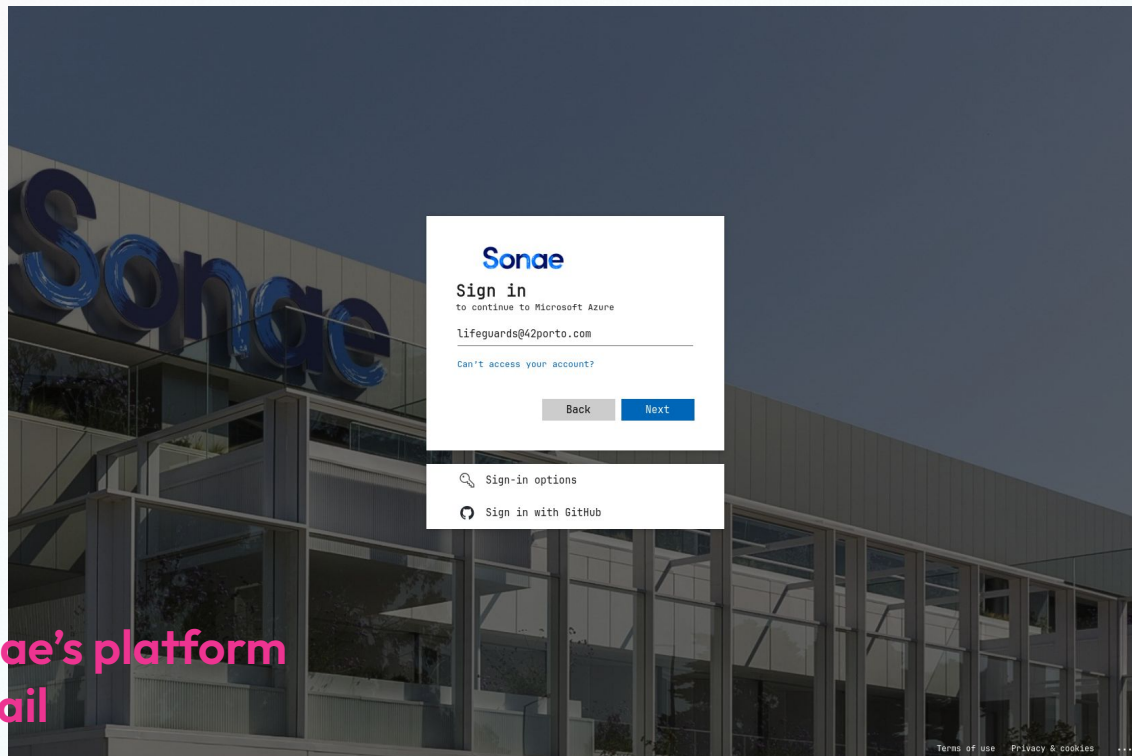 Sonae
Sonae
Sign in
to continue to Microsoft Azure
lifeguards@42porto.com
Can't access your account?
Back
Next
Sign-in options
Sign in with GitHub
ae's platform
ail
Terms of use Privacy & cookies ...